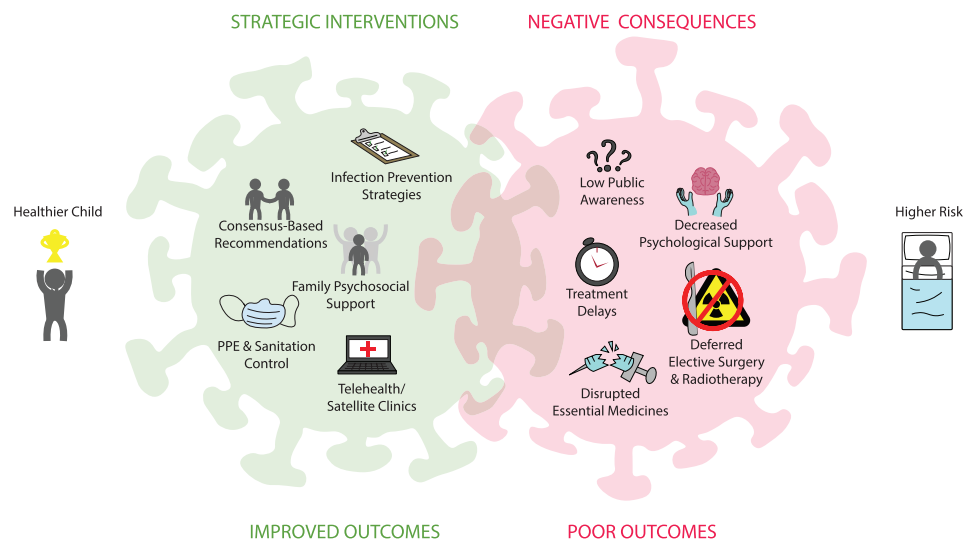 STRATEGIC INTERVENTIONS
NEGATIVE CONSEQUENCES
Healthier Child
Infection Prevention
Strategies
Consensus-Based
Recommendations
Family Psychosocial
Support
PPE & Sanitation
Control
Telehealth/
Satellite Clinics
Low Public
Awareness
Decreased
Psychological Support
Treatment
Delays
Deferred
Elective Surgery
& Radiotherapy
Disrupted
Essential Medicines
Higher Risk
IMPROVED OUTCOMES
POOR OUTCOMES